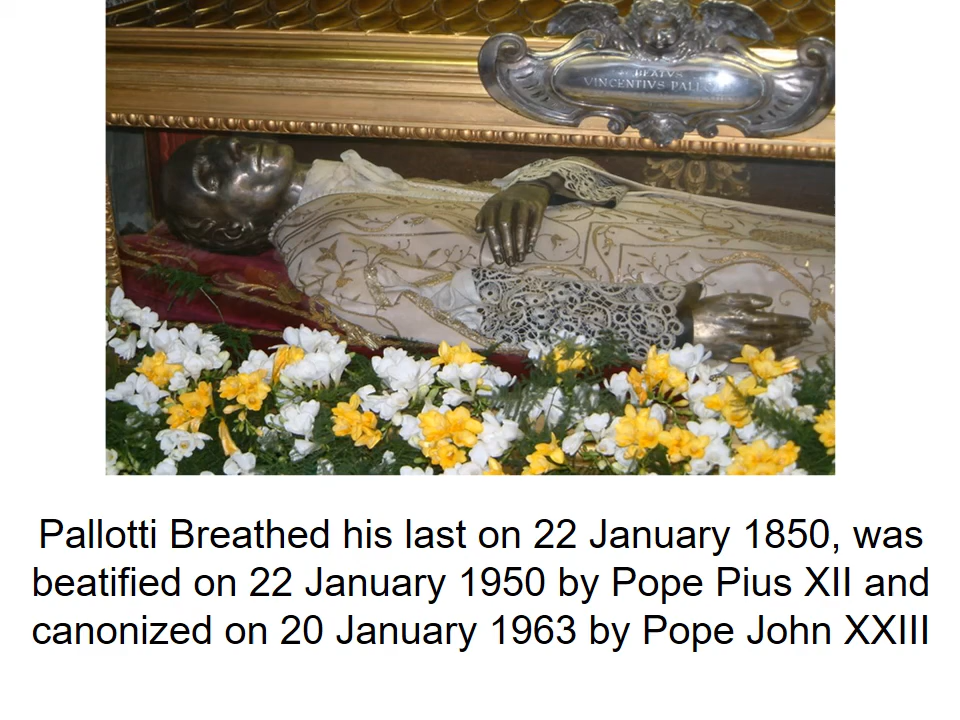 BEATVS
VINCENTIVS PALLOTTI
Pallotti Breathed his last on 22 January 1850, was
beatified on 22 January 1950 by Pope Pius XII and
canonized on 20 January 1963 by Pope John XXIII